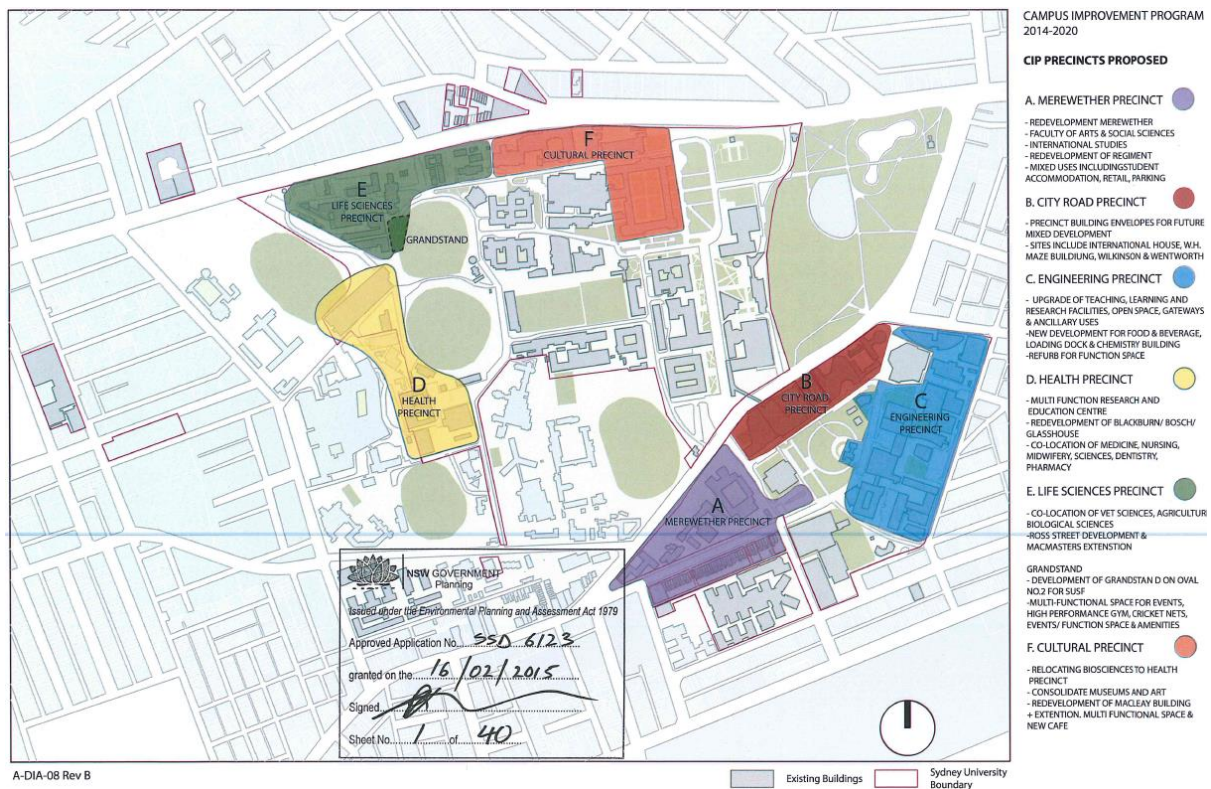 CAMPUS IMPROVEMENT PROGRAM
2014-2020
CIP PRECINCTS PROPOSED
A. MEREWETHER PRECINCT
- REDEVELOPMENT MEREWETHER
- FACULTY OF ARTS & SOCIAL SCIENCES
- INTERNATIONAL STUDIES
- REDEVELOPMENT OF REGIMENT
- MIXED USES INCLUDINGSTUDENT
ACCOMMODATION, RETAIL, PARKING
B. CITY ROAD PRECINCT
- PRECINCT BUILDING ENVELOPES FOR FUTURE
MIXED DEVELOPMENT
- SITES INCLUDE INTERNATIONAL HOUSE, W.H.
MAZE BUILDIUNG, WILKINSON & WENTWORTH
C. ENGINEERING PRECINCT
- UPGRADE OF TEACHING, LEARNING AND
RESEARCH FACILITIES, OPEN SPACE, GATEWAYS
& ANCILLARY USES
-NEW DEVELOPMENT FOR FOOD & BEVERAGE,
LOADING DOCK & CHEMISTRY BUILDING
-REFURB FOR FUNCTION SPACE
D. HEALTH PRECINCT
- MULTI FUNCTION RESEARCH AND
EDUCATION CENTRE
- REDEVELOPMENT OF BLACKBURN/ BOSCH/
GLASSHOUSE
- CO-LOCATION OF MEDICINE, NURSING,
MIDWIFERY, SCIENCES, DENTISTRY,
PHARMACY
E. LIFE SCIENCES PRECINCT
- CO-LOCATION OF VET SCIENCES, AGRICULTUR
BIOLOGICAL SCIENCES
-ROSS STREET DEVELOPMENT &
MACMASTERS EXTENSTION
GRANDSTAND
- DEVELOPMENT OF GRANDSTAN D ON OVAL
NO.2 FOR SUSF
-MULTI-FUNCTIONAL SPACE FOR EVENTS,
HIGH PERFORMANCE GYM, CRICKET NETS,
EVENTS/ FUNCTION SPACE & AMENITIES
F. CULTURAL PRECINCT
- RELOCATING BIOSCIENCES TO HEALTH
PRECINCT
- CONSOLIDATE MUSEUMS AND ART
- REDEVELOPMENT OF MACLEAY BUILDING
+ EXTENTION. MULTI FUNCTIONAL SPACE &
NEW CAFE
F
CULTURAL PRECINCT
E
LIFE SCIENCES
PRECINCT
GRANDSTAND
D
HEALTH
PRECINCT
B
CITY ROAD
PRECINCT
C
ENGINEERING
PRECINCT
A
MEREWETHER PRECINCT
NSW GOVERNMENT
Planning
Issued under the Environmental Planning and Assessment Act 1979
Approved Application No. SSD 6123
granted on the 16/02/2015
Signed
Sheet No. 1 of 40
A-DIA-08 Rev B
Existing Buildings
Sydney University
Boundary